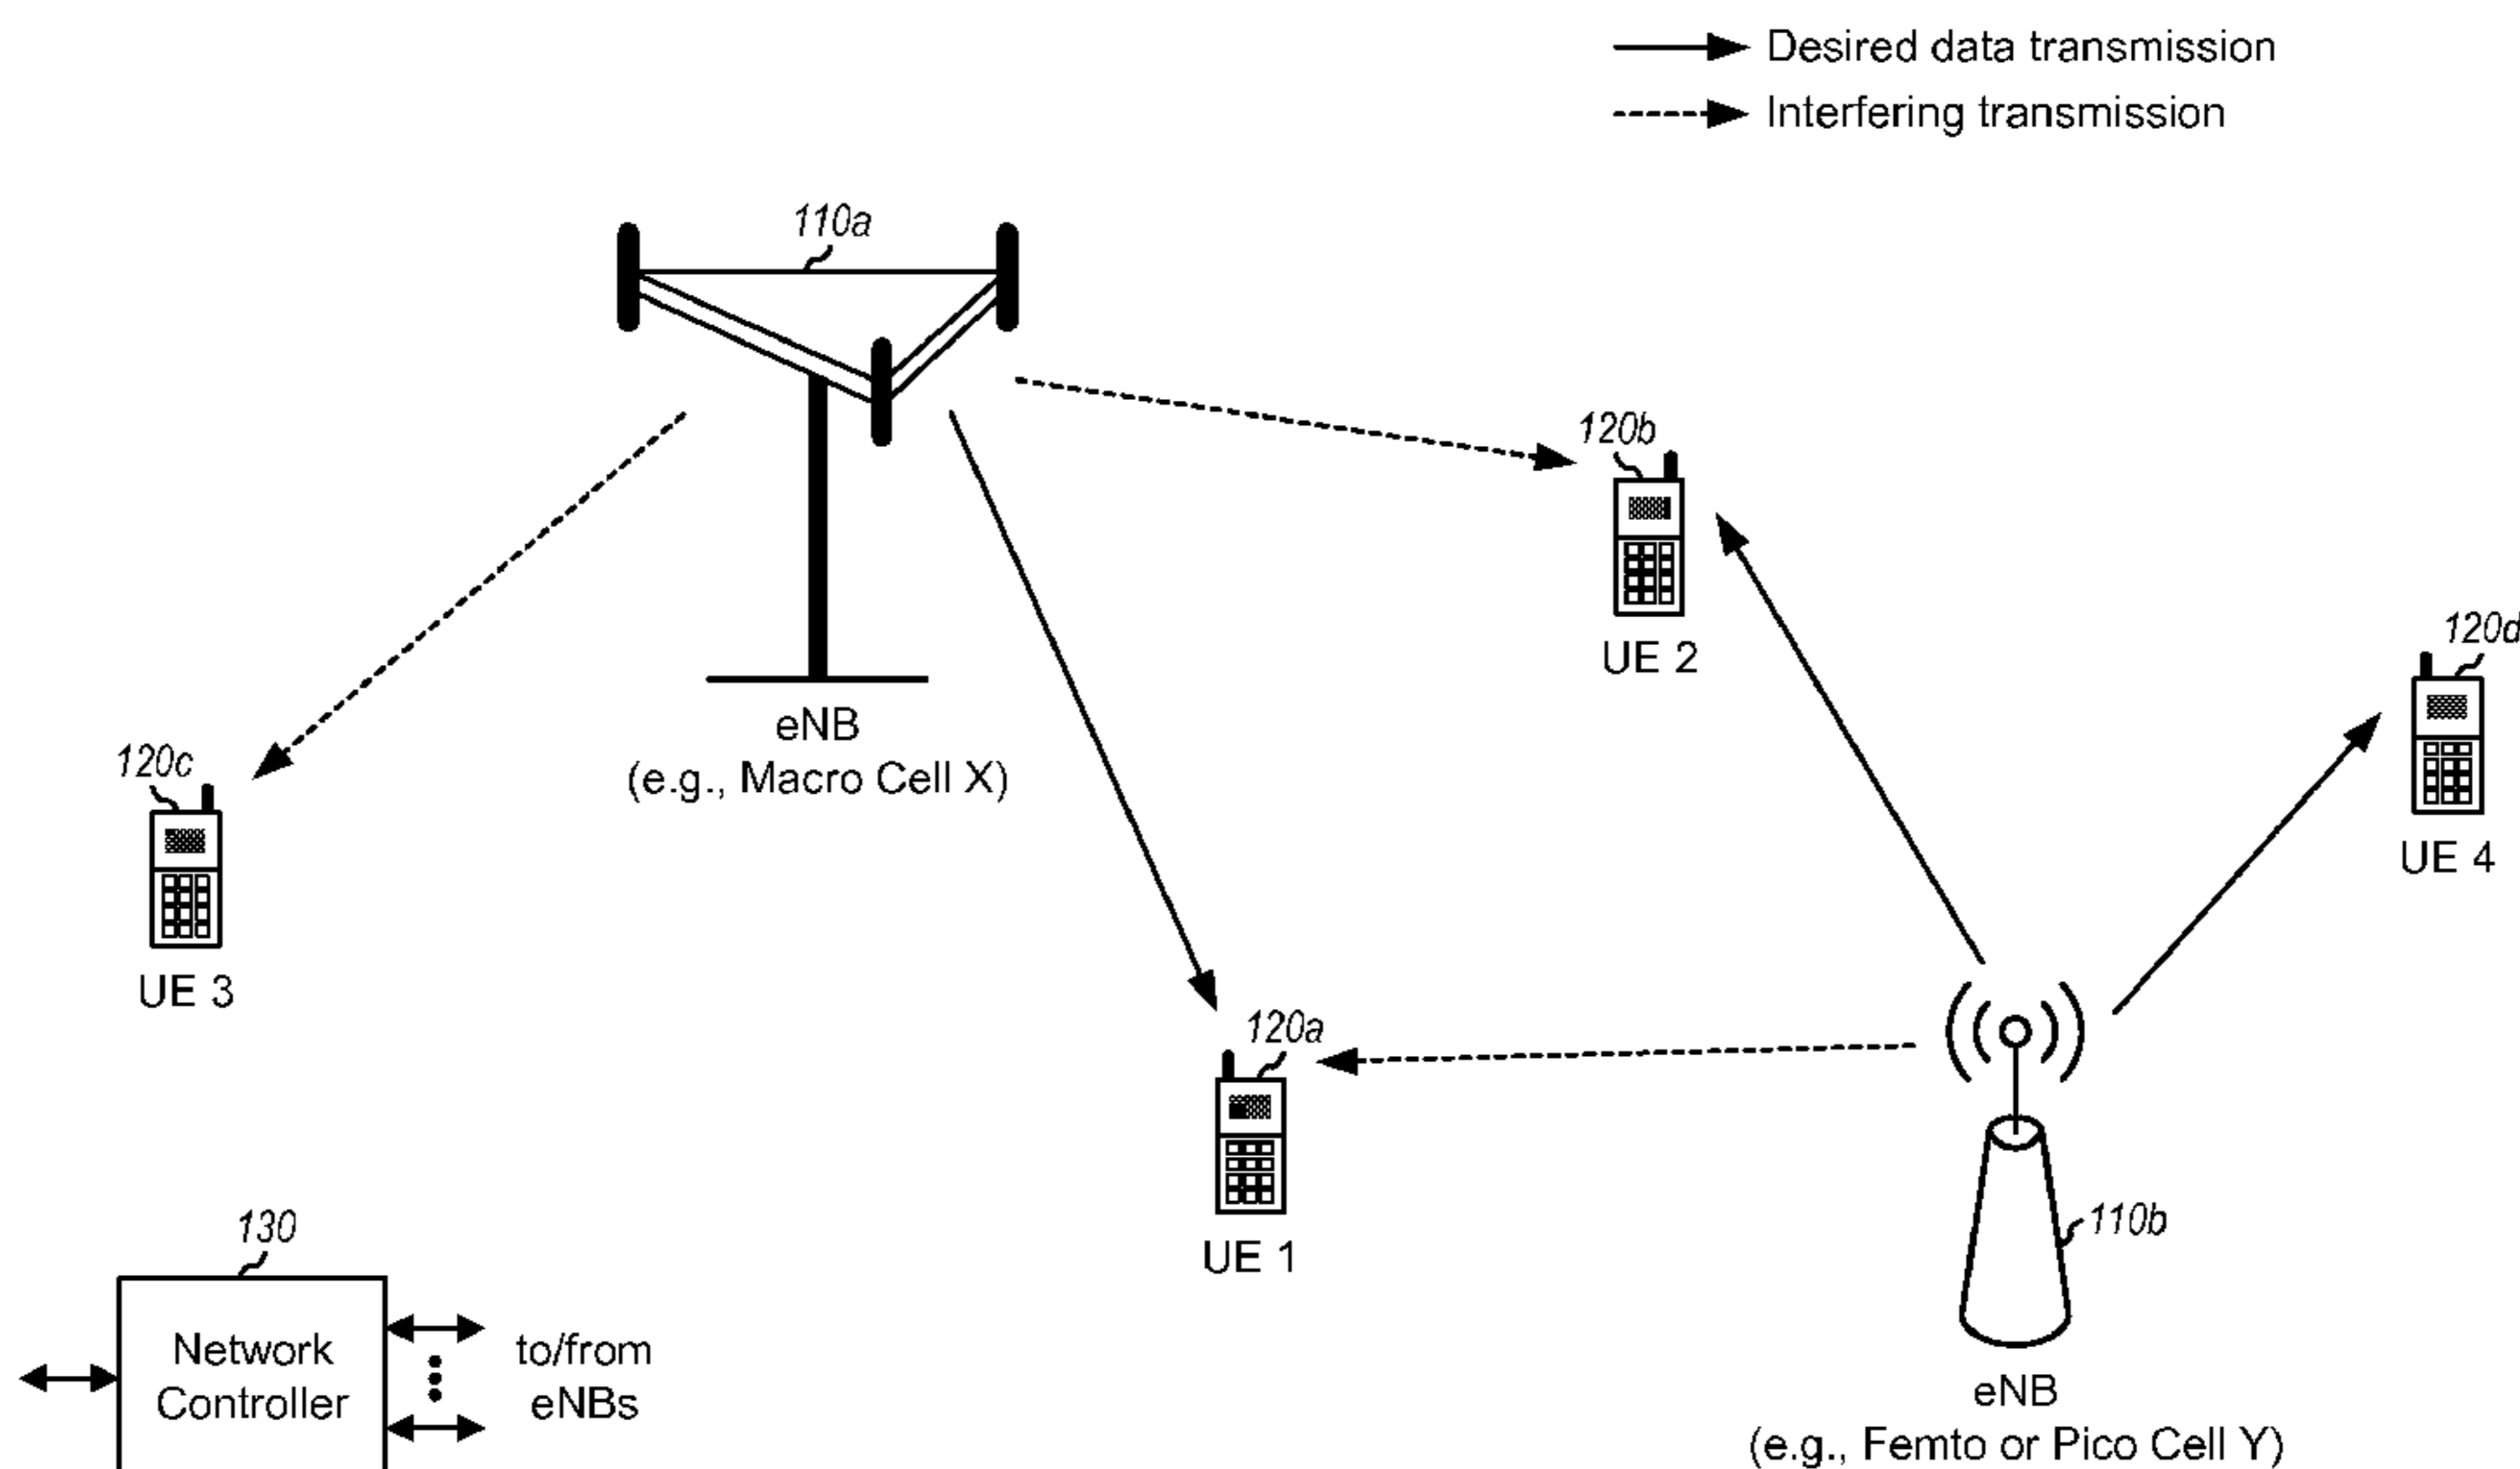 Desired data transmission
Interfering transmission
110a
120b
UE 2
120d
UE 4
eNB
(e.g., Macro Cell X)
120c
UE 3
120a
UE 1
130
Network
Controller
to/from
eNBs
110b
eNB
(e.g., Femto or Pico Cell Y)